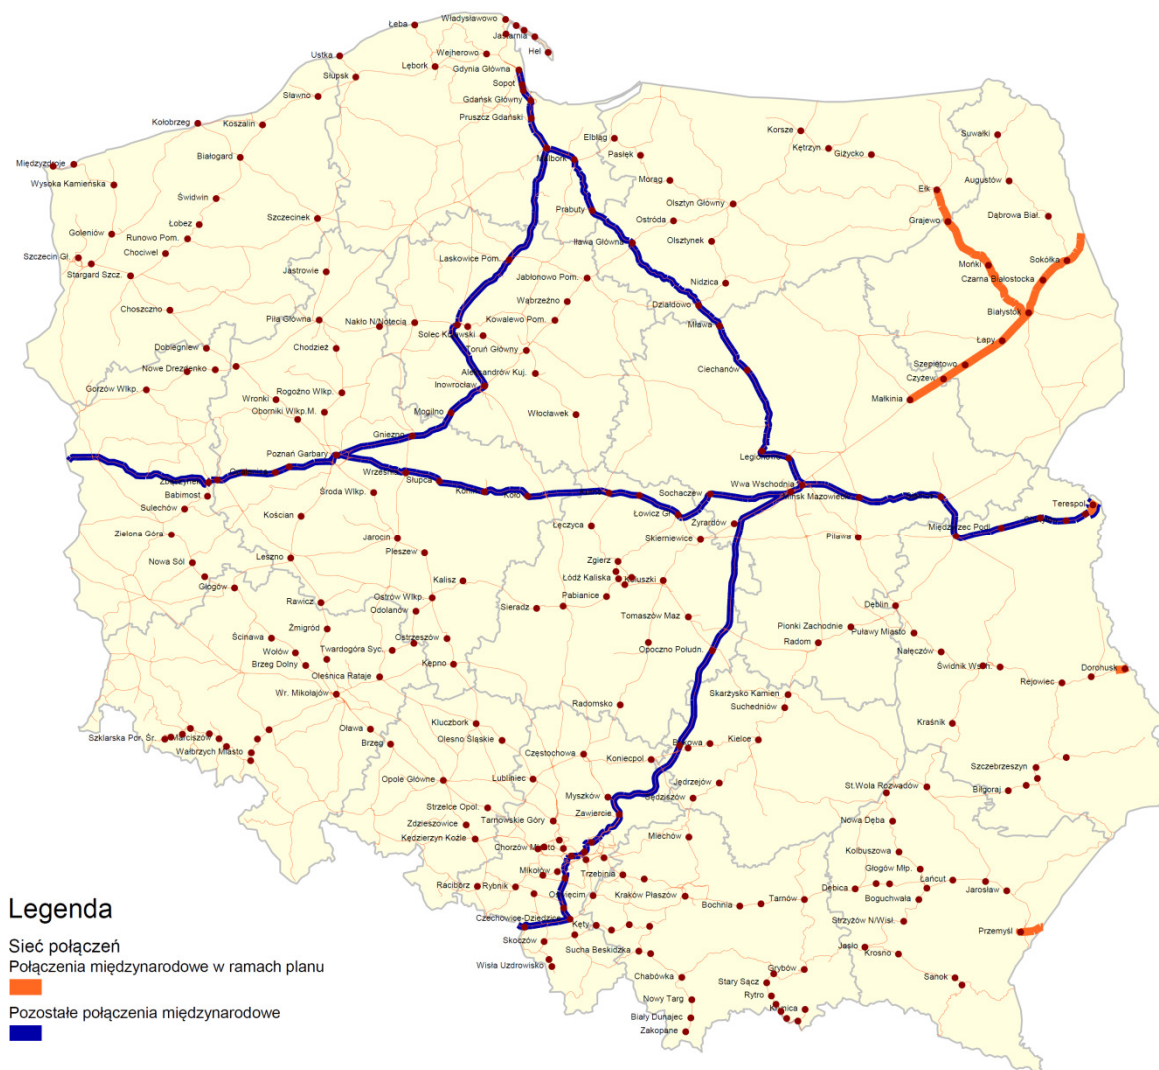 Władysławowo
Łeba
Jastarnia
Hel
Wejherowo
Ustka
Lębork
Gdynia Główna
Słupsk
Sopot
Sławno
Gdańsk Główny
Kołobrzeg
Koszalin
Pruszcz Gdański
Korsze
Elbląg
Suwałki
Kętrzyn
Giżycko
Białogard
Pasłęk
Malbork
Międzyzdroje
Wysoka Kamieńska
Morąg
Augustów
Ełk
Świdwin
Olsztyn Główny
Prabuty
Szczecinek
Łobez
Ostróda
Grajewo
Dąbrowa Biał.
Goleniów
Runowo Pom.
Iława Główna
Olsztynek
Chociwel
Szczecin Gł.
Laskowice Pom.
Mońki
Sokółka
Stargard Szcz.
Jastrowie
Jabłonowo Pom.
Nidzica
Czarna Białostocka
Wąbrzeźno
Działdowo
Choszczno
Białystok
Piła Główna
Nakło N/Notecią
Kowalewo Pom.
Mława
Solec Kujawski
Łapy
Dobiegniew
Chodzież
Toruń Główny
Szepietowo
Nowe Drezdenko
Aleksandrów Kuj.
Ciechanów
Czyżew
Gorzów Wlkp.
Rogoźno Wlkp.
Inowrocław
Wronki
Małkinia
Oborniki Wlkp.M.
Mogilno
Włocławek
Gniezno
Poznań Garbary
Legionowo
Września
Zbąszynek
Słupca
Konin
Koło
Wwa Wschodnia
Babimost
Środa Wlkp.
Sochaczew
Mińsk Mazowiecki
Terespol
Sulechów
Kościan
Łowicz Gł.
Łęczyca
Żyrardów
Międzyrzec Podl.
Zielona Góra
Jarocin
Skierniewice
Pilawa
Pleszew
Leszno
Nowa Sól
Zgierz
Łódź Kaliska
Koluszki
Kalisz
Głogów
Ostrów Wlkp.
Pabianice
Rawicz
Sieradz
Dęblin
Odolanów
Tomaszów Maz
Żmigród
Pionki Zachodnie
Puławy Miasto
Ścinawa
Ostrzeszów
Radom
Wołów
Twardogóra Syc.
Opoczno Połudn.
Nałęczów
Brzeg Dolny
Kępno
Świdnik Wsch.
Dorohusk
Oleśnica Rataje
Rejowiec
Wr. Mikołajów
Skarżysko Kamien
Radomsko
Suchedniów
Kluczbork
Kraśnik
Oława
Szklarska Por. Śr.
Marciszów
Olesno Śląskie
Kielce
Brzeg
Wałbrzych Miasto
Częstochowa
Koniecpol
Szczebrzeszyn
Opole Główne
Lubliniec
Jędrzejów
St.Wola Rozwadów
Biłgoraj
Myszków
Sędziszów
Strzelce Opol.
Zawiercie
Zdzieszowice
Tarnowskie Góry
Nowa Dęba
Kędzierzyn Koźle
Miechów
Chorzów Miasto
Kolbuszowa
Mikołów
Trzebinia
Głogów Młp.
Łańcut
Racibórz
Rybnik
Oświęcim
Kraków Płaszów
Dębica
Jarosław
Bochnia
Tarnów
Boguchwała
Czechowice-Dziedzice
Kęty
Strzyżów N/Wisł.
Przemyśl
Skoczów
Sucha Beskidzka
Jasło
Krosno
Wisła Uzdrowisko
Grybów
Chabówka
Stary Sącz
Sanok
Rytro
Nowy Targ
Krynica
Biały Dunajec
Zakopane
Legenda
Sieć połączeń
Połączenia międzynarodowe w ramach planu
Pozostałe połączenia międzynarodowe